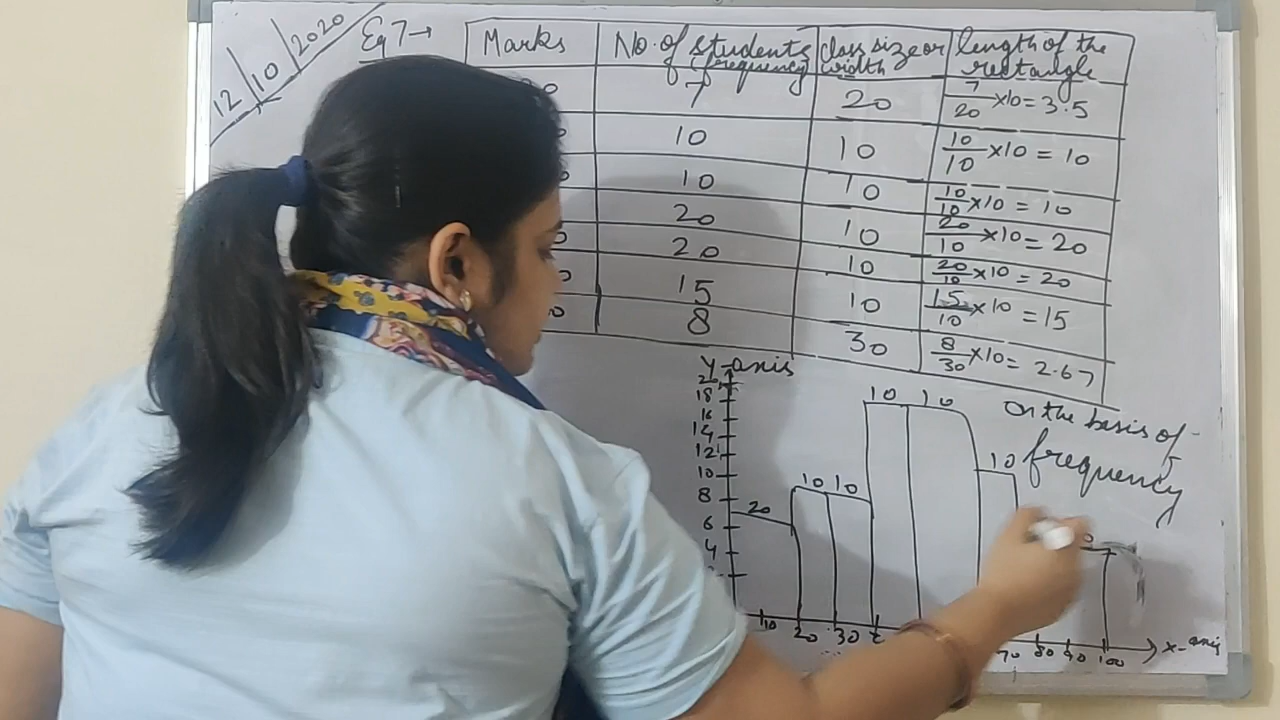 12/10/2020
Eg 7→
Marks No. of students (frequency) class size or width length of the rectangle
7 20 7/20 ×10 = 3.5
10 10 10/10 ×10 = 10
10 10 10/10 ×10 = 10
20 10 20/10 ×10 = 20
20 10 20/10 ×10 = 20
15 10 15/10 ×10 = 15
8 30 8/30 ×10 = 2.67
Y-axis
20
18
16
14
12
10
8
6
4
20 10 10 10 10 10
on the basis of
frequency
10 20 30 70 80 90 100 X-axis